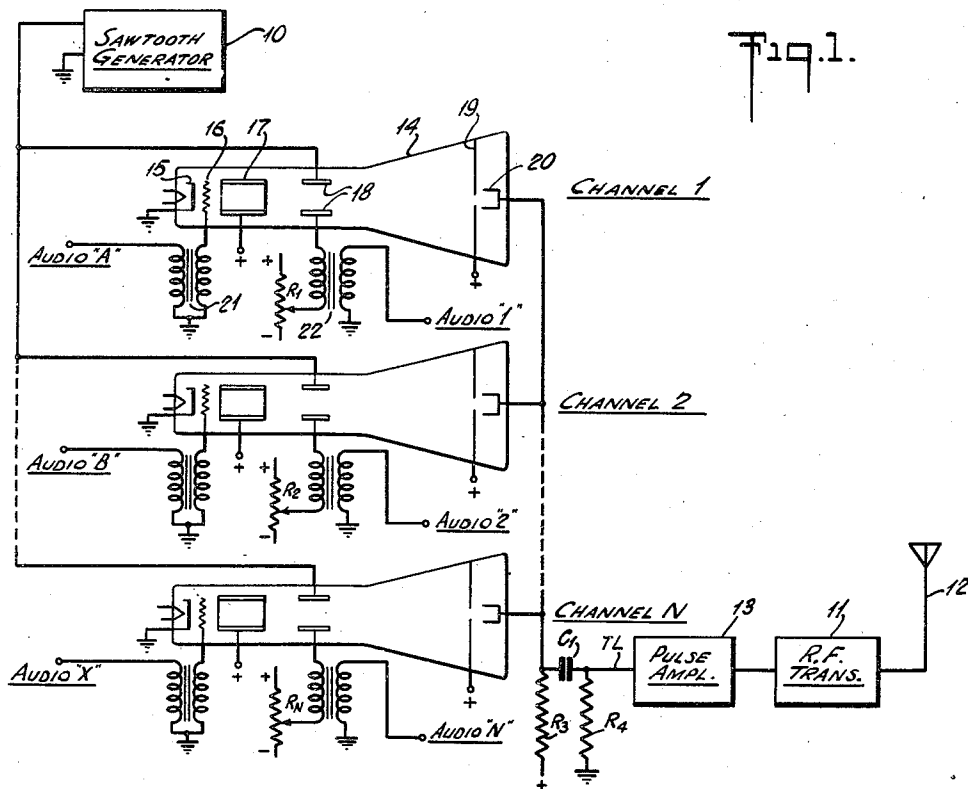 SAWTOOTH
GENERATOR
10
Fig.1.
15
16
17
14
19
20
18
CHANNEL 1
AUDIO "A"
21
+
+
R1
-
22
+
AUDIO "1"
CHANNEL 2
AUDIO "B"
+
+
R2
-
+
AUDIO "2"
CHANNEL N
AUDIO "X"
+
+
RN
-
+
AUDIO "N"
C1
TL
R3
R4
+
13
PULSE
AMPL.
11
R.F.
TRANS.
12